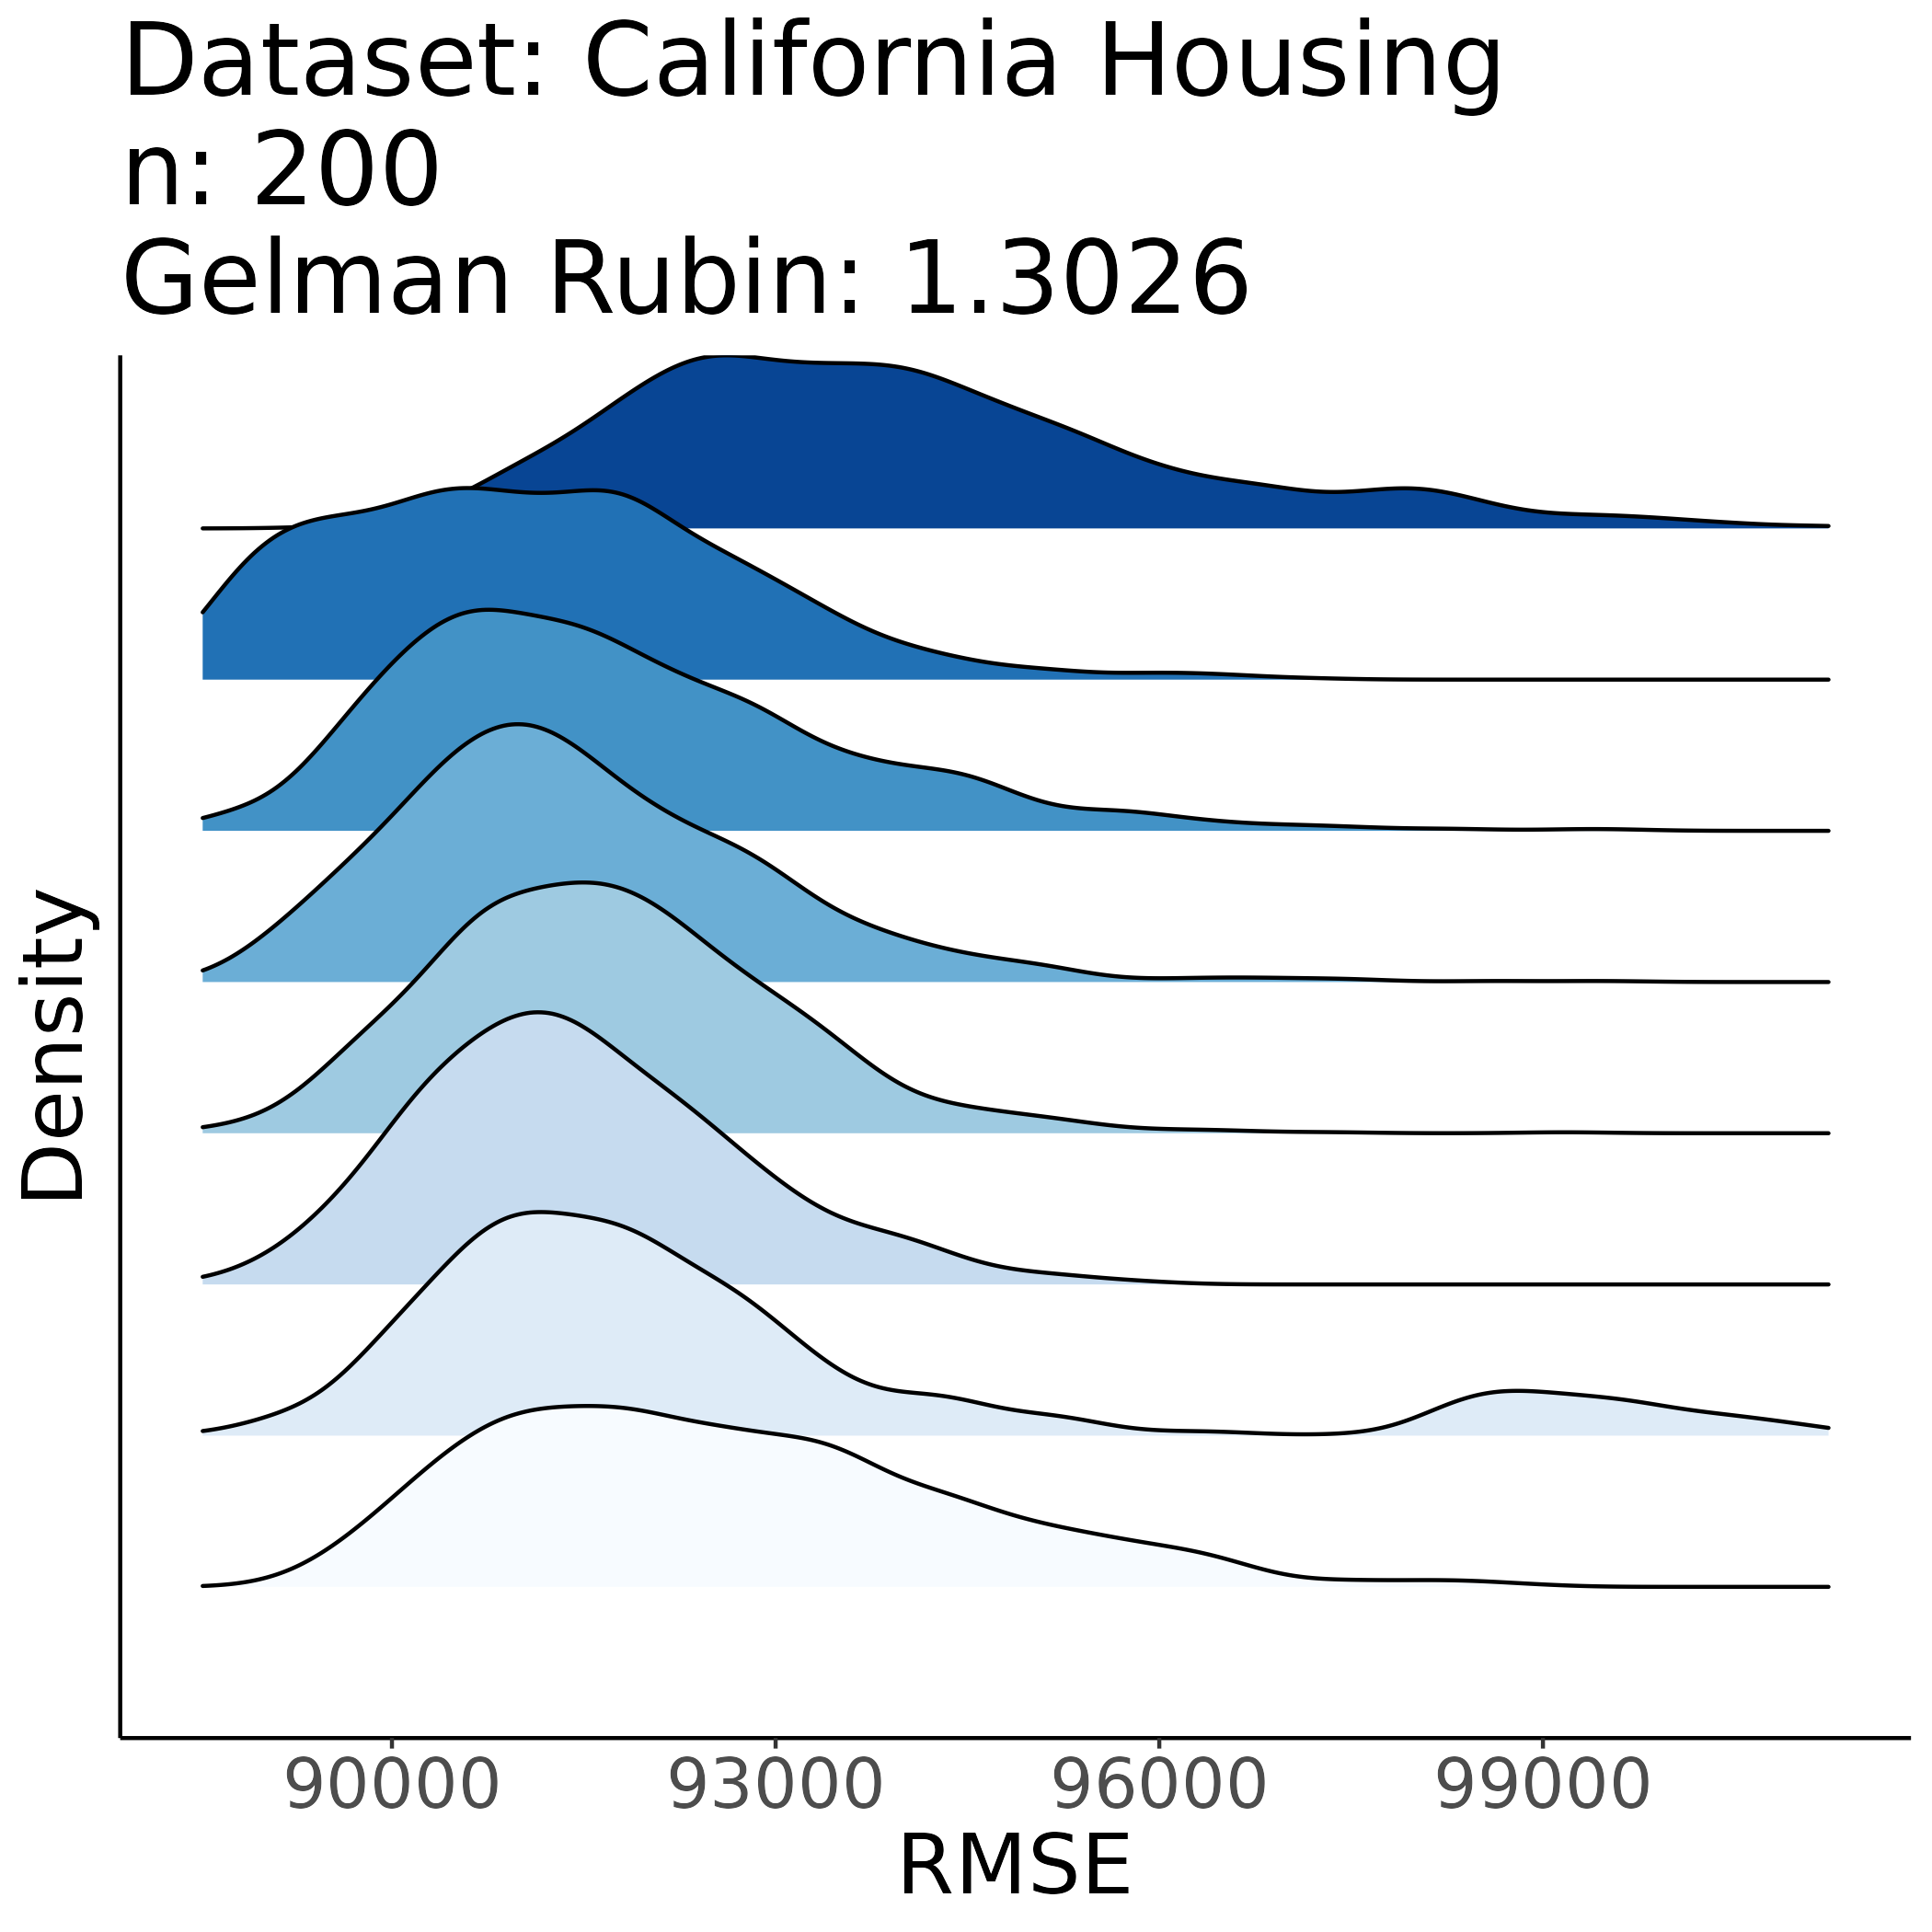 Dataset: California Housing
n: 200
Gelman Rubin: 1.3026
Density
90000 93000 96000 99000
RMSE